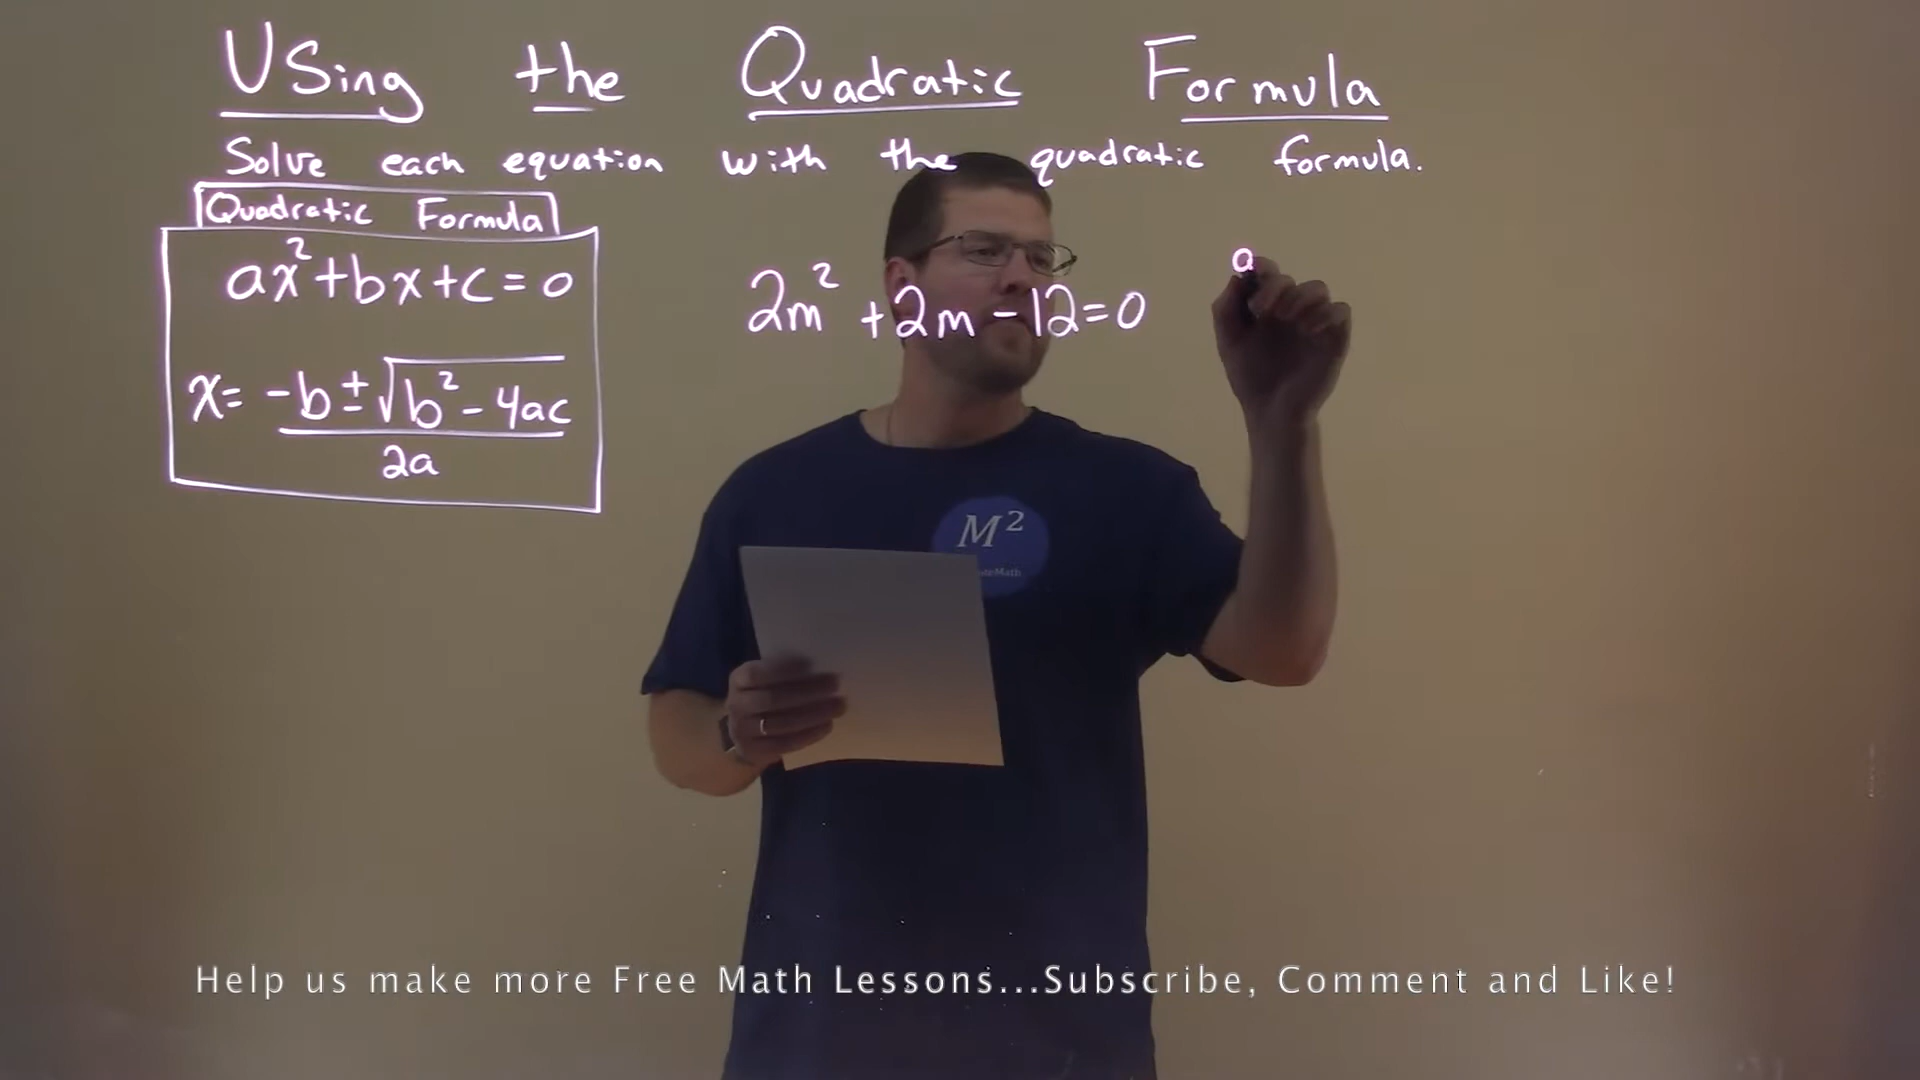 Using the Quadratic Formula
Solve each equation with the quadratic formula.
Quadratic Formula
ax²+bx+c=0
x= -b±√b²-4ac
2a
2m²+2m-12=0
a
M²
Help us make more Free Math Lessons...Subscribe, Comment and Like!